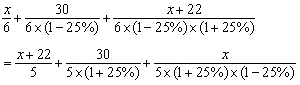 x/6 + 30/(6×(1−25%)) + (x+22)/(6×(1−25%)×(1+25%))
= (x+22)/5 + 30/(5×(1+25%)) + x/(5×(1+25%)×(1−25%))